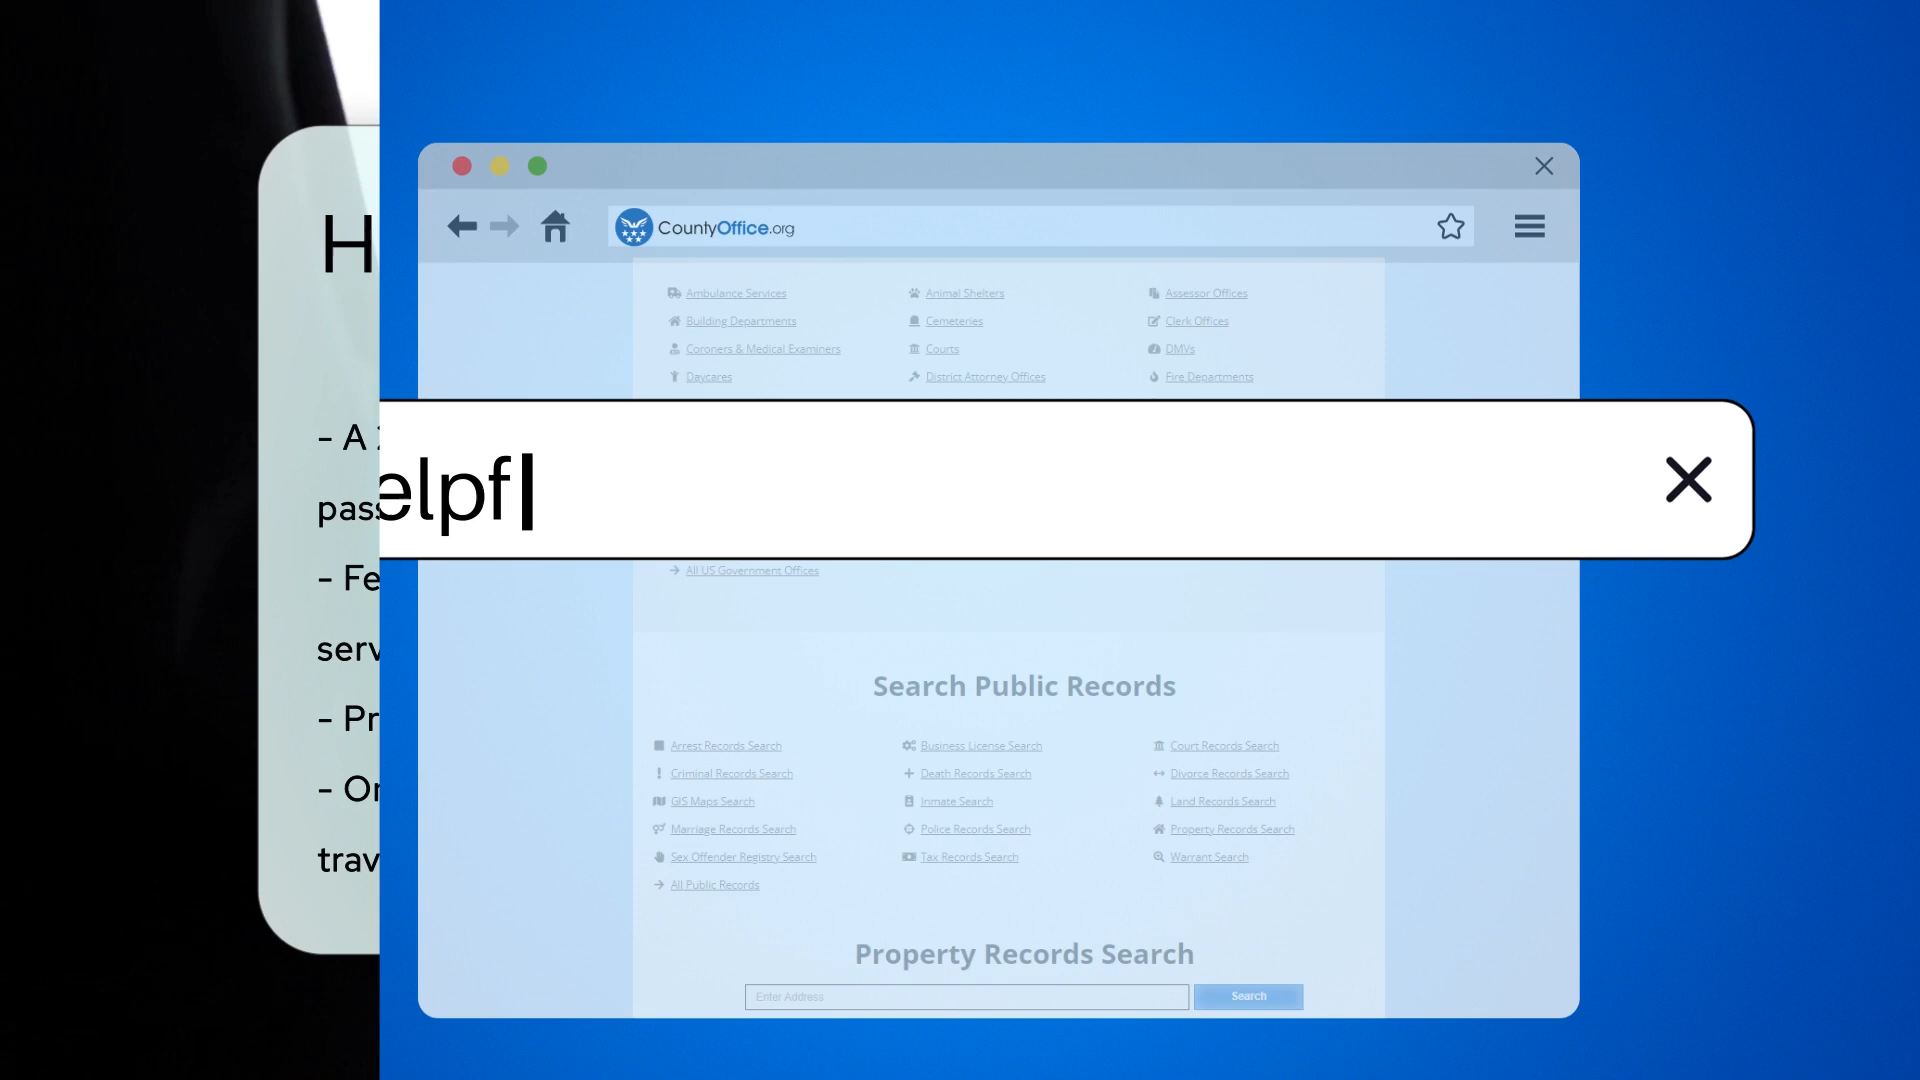 H
- A
pas
- Fe
serv
- Pr
- Or
trav
CountyOffice.org
Ambulance Services
Animal Shelters
Assessor Offices
Building Departments
Cemeteries
Clerk Offices
Coroners & Medical Examiners
Courts
DMVs
Daycares
District Attorney Offices
Fire Departments
elpf
All US Government Offices
Search Public Records
Arrest Records Search
Business License Search
Court Records Search
Criminal Records Search
Death Records Search
Divorce Records Search
GIS Maps Search
Inmate Search
Land Records Search
Marriage Records Search
Police Records Search
Property Records Search
Sex Offender Registry Search
Tax Records Search
Warrant Search
All Public Records
Property Records Search
Enter Address
Search